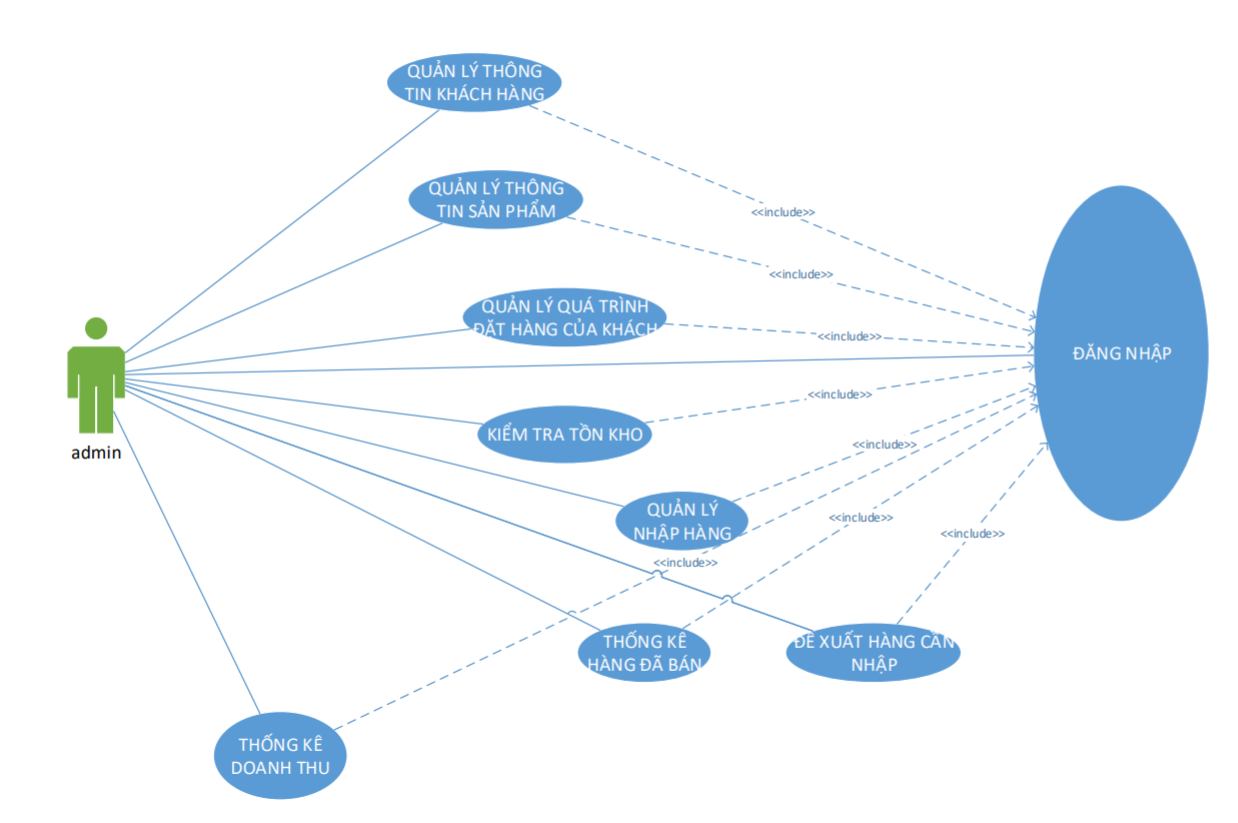 QUẢN LÝ THÔNG
TIN KHÁCH HÀNG
QUẢN LÝ THÔNG
TIN SẢN PHẨM
<<include>>
<<include>>
QUẢN LÝ QUÁ TRÌNH
ĐẶT HÀNG CỦA KHÁCH
<<include>>
ĐĂNG NHẬP
<<include>>
KIỂM TRA TỒN KHO
admin
<<include>>
QUẢN LÝ
NHẬP HÀNG
<<include>>
<<include>>
<<include>>
THỐNG KÊ
HÀNG ĐÃ BÁN
ĐỀ XUẤT HÀNG CẦN
NHẬP
THỐNG KÊ
DOANH THU